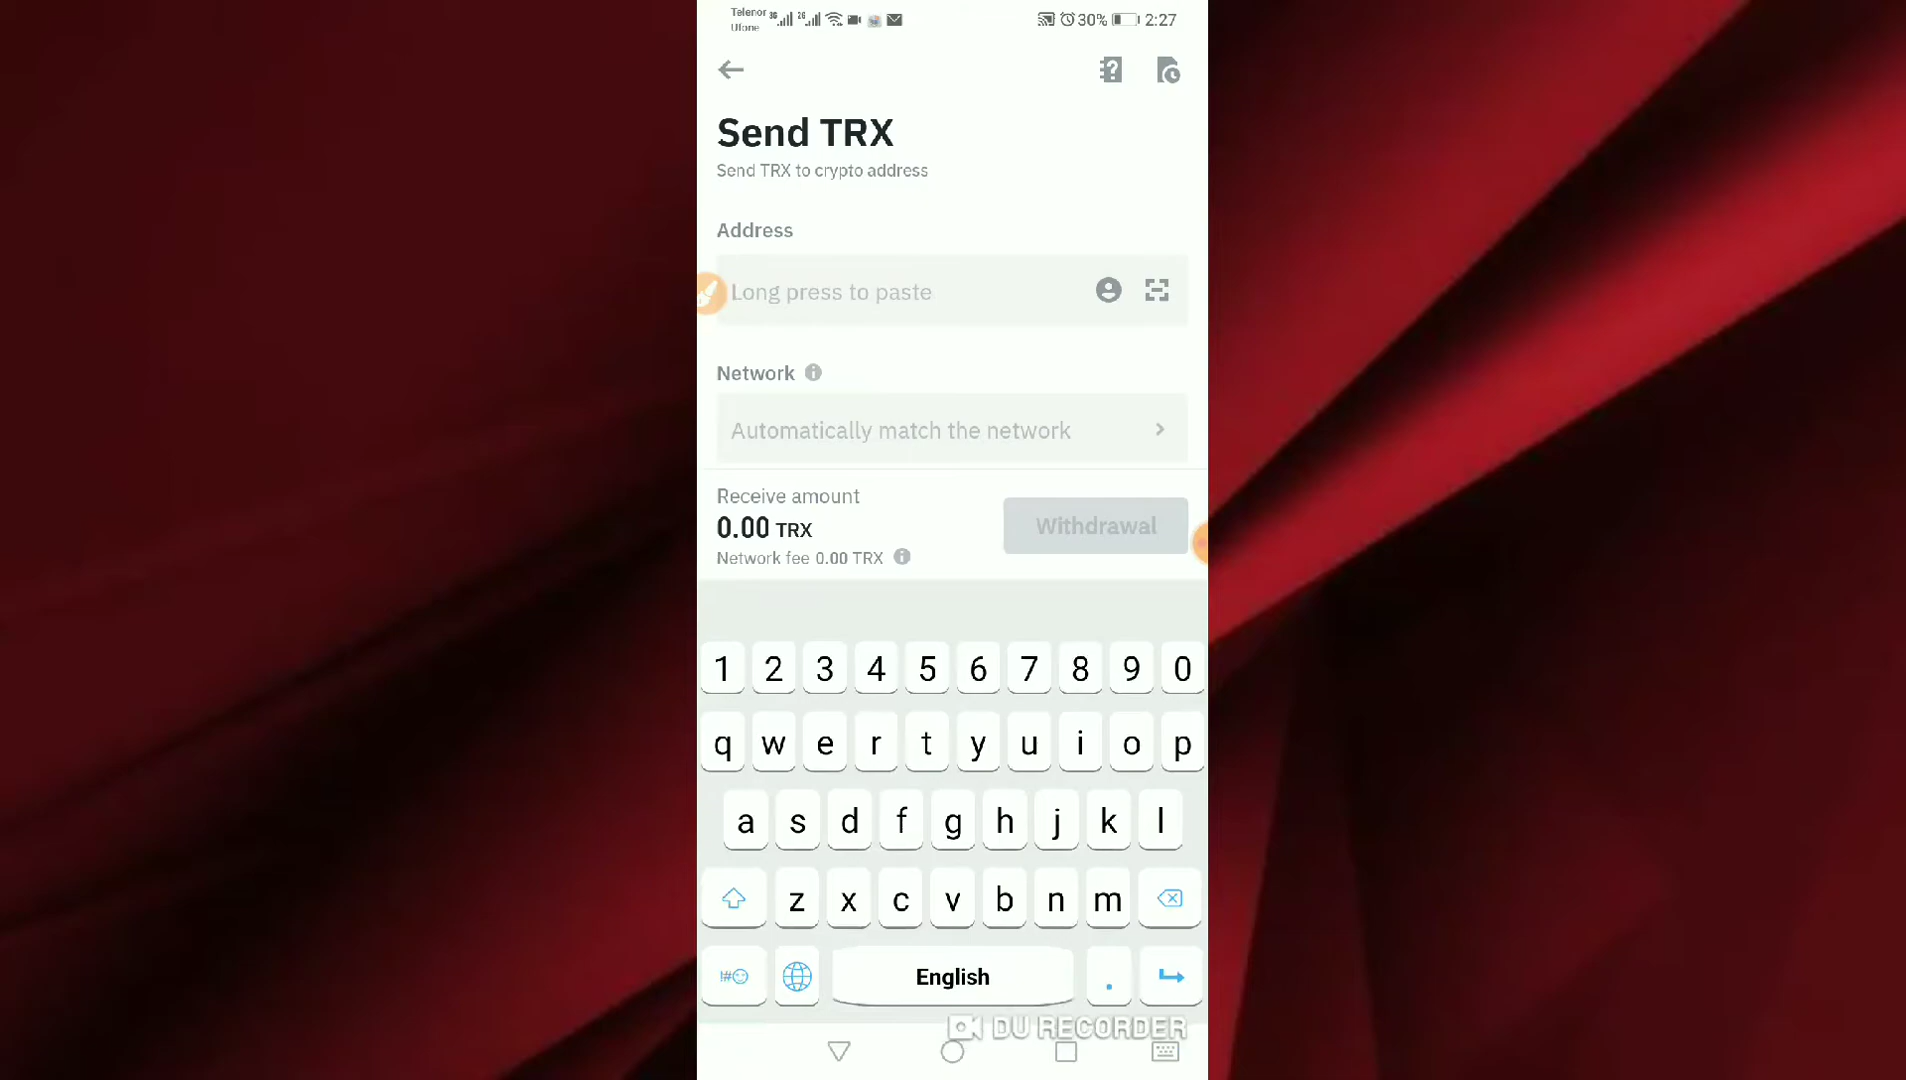 Telenor 3G 2G 30% 2:27
Ufone
Send TRX
Send TRX to crypto address
Address
Long press to paste
Network
Automatically match the network
Receive amount
0.00 TRX
Withdrawal
Network fee 0.00 TRX
1 2 3 4 5 6 7 8 9 0
q w e r t y u i o p
a s d f g h j k l
z x c v b n m
!#☺ English .
DU RECORDER